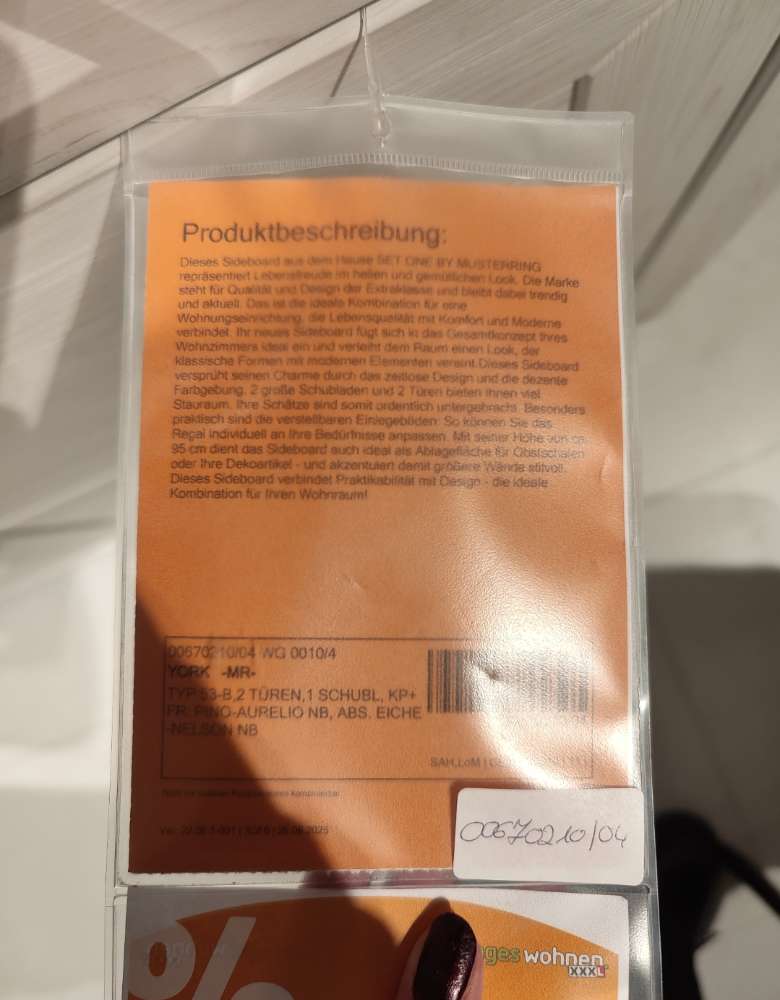 Produktbeschreibung:
Dieses Sideboard aus dem Hause SET ONE BY MUSTERRING
repräsentiert Lebensfreude im hellen und gemütlichen Look. Die Marke
steht für Qualität und Design der Extraklasse und bleibt dabei trendig
und aktuell. Das ist die ideale Kombination für eine
Wohnungseinrichtung, die Lebensqualität mit Komfort und Moderne
verbindet. Ihr neues Sideboard fügt sich in das Gesamtkonzept Ihres
Wohnzimmers ideal ein und verleiht dem Raum einen Look, der
klassische Formen mit modernen Elementen vereint.Dieses Sideboard
versprüht seinen Charme durch das zeitlose Design und die dezente
Farbgebung. 2 große Schubladen und 2 Türen bieten Ihnen viel
Stauraum. Ihre Schätze sind somit ordentlich untergebracht. Besonders
praktisch sind die verstellbaren Einlegeböden: So können Sie das
Regal individuell an Ihre Bedürfnisse anpassen. Mit seiner Höhe von ca.
95 cm dient das Sideboard auch ideal als Ablagefläche für Obstschalen
oder Ihre Dekoartikel - und akzentuiert damit größere Wände stilvoll.
Dieses Sideboard verbindet Praktikabilität mit Design - die ideale
Kombination für Ihren Wohnraum!
00670210/04 WG 0010/4
YORK -MR-
TYP 53-B,2 TÜREN,1 SCHUBL, KP+
FR: PINO-AURELIO NB, ABS. EICHE
-NELSON NB
SAH,LoM
00670210/04
%
ges wohnen
XXXL